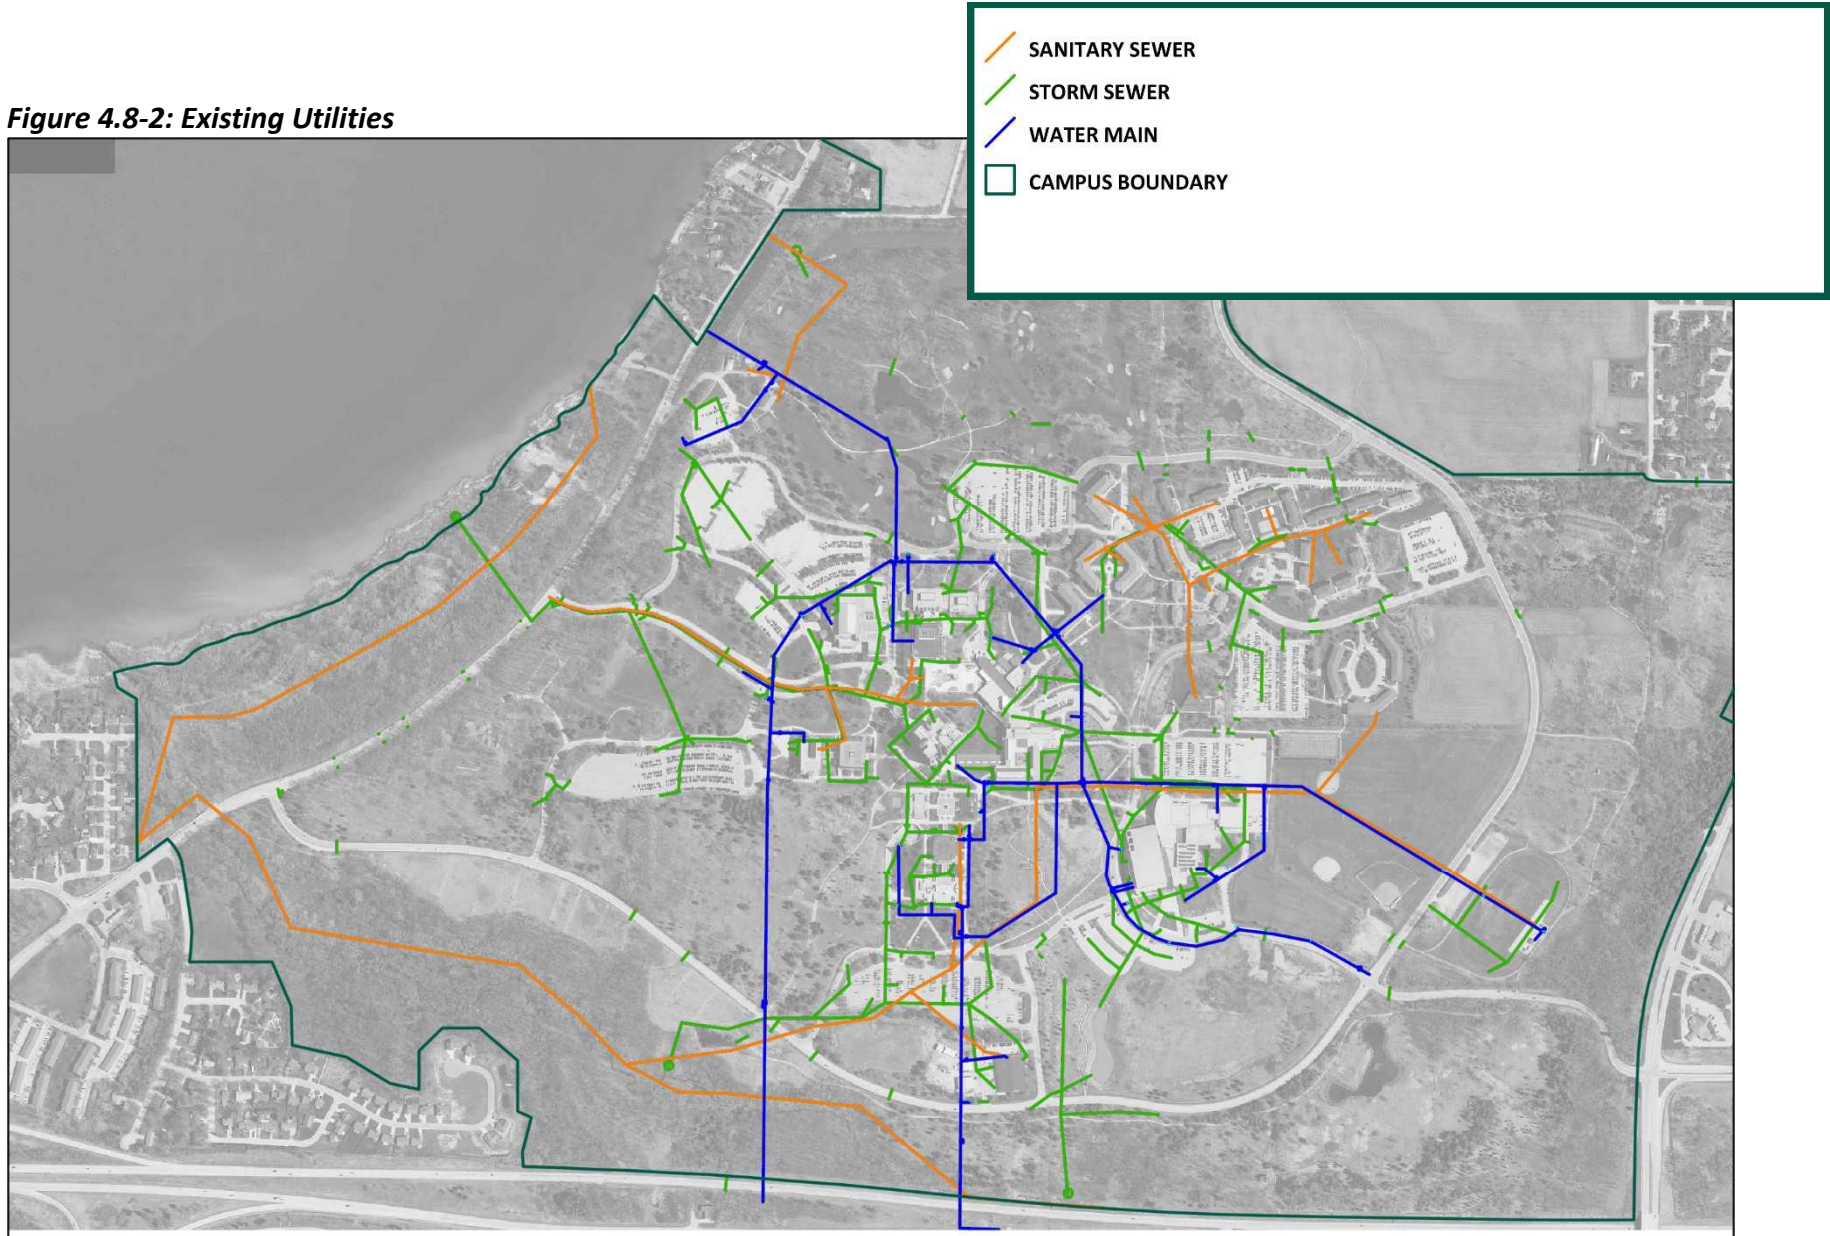 SANITARY SEWER
STORM SEWER
WATER MAIN
CAMPUS BOUNDARY
Figure 4.8-2: Existing Utilities